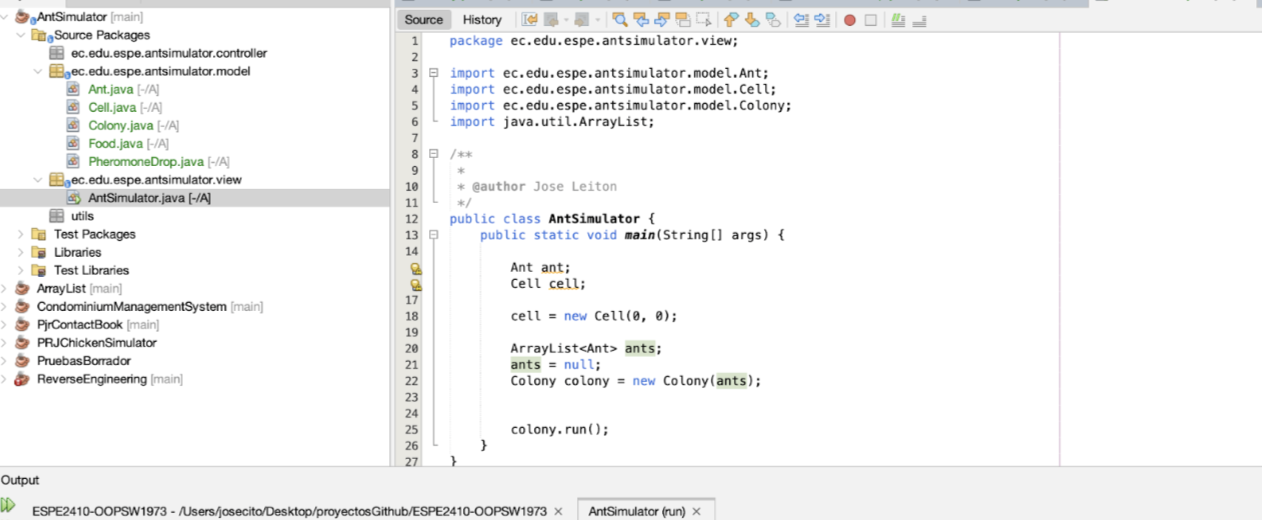 AntSimulator [main]
Source Packages
ec.edu.espe.antsimulator.controller
ec.edu.espe.antsimulator.model
Ant.java [-/A]
Cell.java [-/A]
Colony.java [-/A]
Food.java [-/A]
PheromoneDrop.java [-/A]
ec.edu.espe.antsimulator.view
AntSimulator.java [-/A]
utils
Test Packages
Libraries
Test Libraries
ArrayList [main]
CondominiumManagementSystem [main]
PjrContactBook [main]
PRJChickenSimulator
PruebasBorrador
ReverseEngineering [main]
Source History
1 package ec.edu.espe.antsimulator.view;
2
3 import ec.edu.espe.antsimulator.model.Ant;
4 import ec.edu.espe.antsimulator.model.Cell;
5 import ec.edu.espe.antsimulator.model.Colony;
6 import java.util.ArrayList;
7
8 /**
9 *
10 * @author Jose Leiton
11 */
12 public class AntSimulator {
13 public static void main(String[] args) {
14
Ant ant;
Cell cell;
17
18 cell = new Cell(0, 0);
19
20 ArrayList<Ant> ants;
21 ants = null;
22 Colony colony = new Colony(ants);
23
24
25 colony.run();
26 }
27 }
Output
ESPE2410-OOPSW1973 - /Users/josecito/Desktop/proyectosGithub/ESPE2410-OOPSW1973 × AntSimulator (run) ×